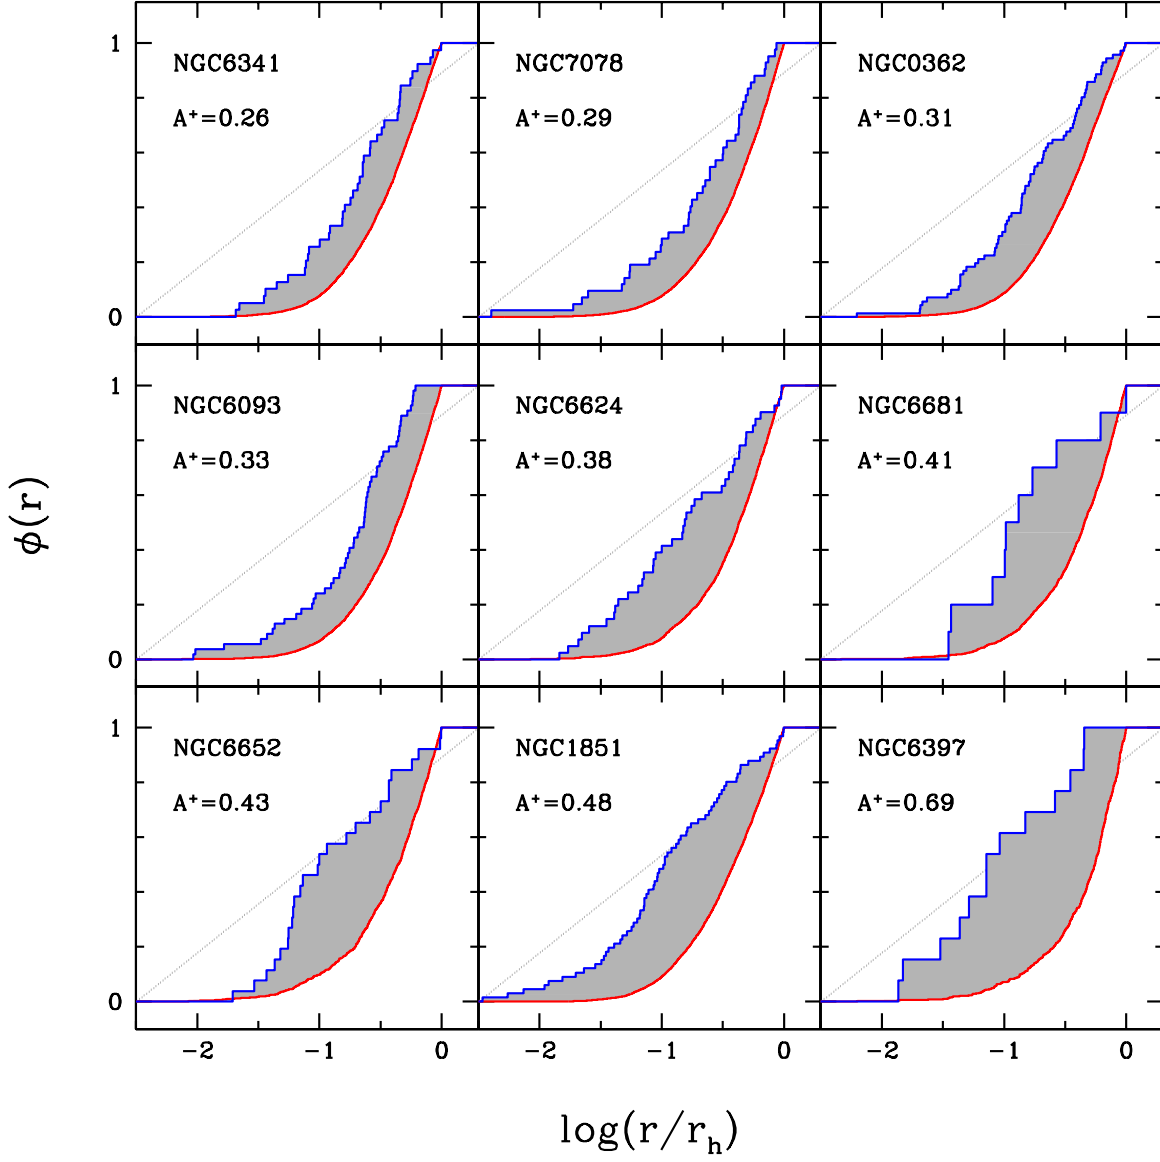 NGC6341
A⁺=0.26
NGC7078
A⁺=0.29
NGC0362
A⁺=0.31
1
0
NGC6093
A⁺=0.33
NGC6624
A⁺=0.38
NGC6681
A⁺=0.41
1
0
ϕ(r)
NGC6652
A⁺=0.43
NGC1851
A⁺=0.48
NGC6397
A⁺=0.69
1
0
-2 -1 0 -2 -1 0 -2 -1 0
log(r/r_h)